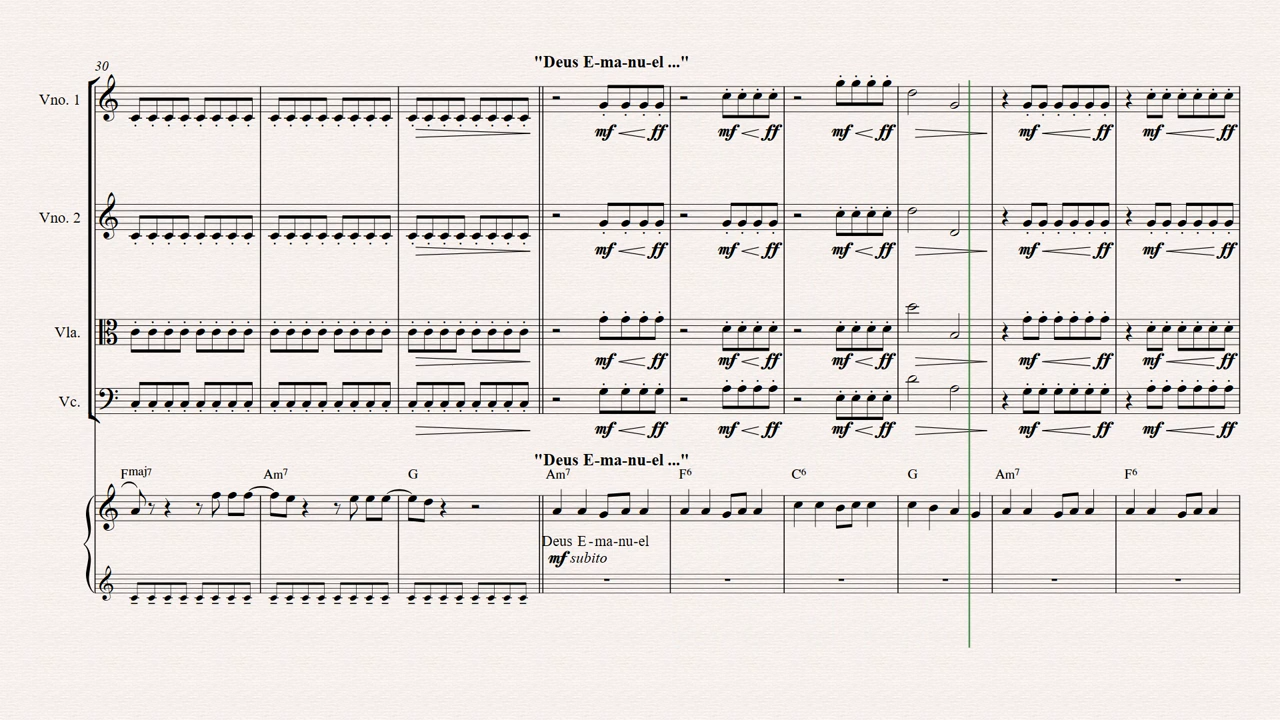 "Deus E-ma-nu-el ..."
30
Vno. 1
mf ff mf ff mf ff mf ff mf ff
Vno. 2
mf ff mf ff mf ff mf ff mf ff
Vla.
mf ff mf ff mf ff mf ff mf ff
Vc.
mf ff mf ff mf ff mf ff mf ff
"Deus E-ma-nu-el ..."
Fmaj7 Am7 G Am7 F6 C6 G Am7 F6
Deus E-ma-nu-el
mf subito